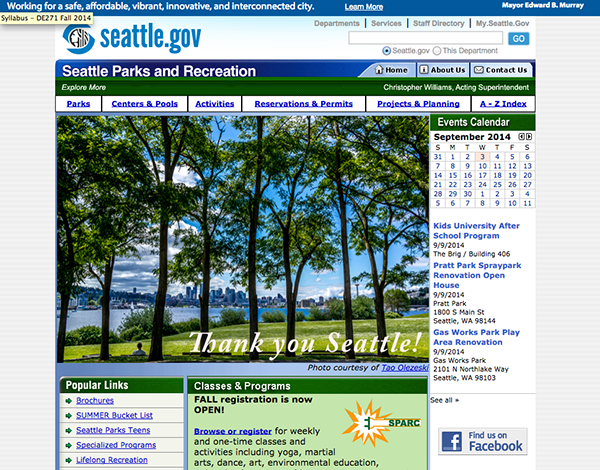 Working for a safe, affordable, vibrant, innovative, and interconnected city. Learn More Mayor Edward B. Murray
Syllabus - DE271 Fall 2014
Departments Services Staff Directory My.Seattle.Gov
seattle.gov
GO
Seattle.gov This Department
Seattle Parks and Recreation Home About Us Contact Us
Explore More Christopher Williams, Acting Superintendent
Parks Centers & Pools Activities Reservations & Permits Projects & Planning A - Z Index
Thank you Seattle!
Photo courtesy of Tao Olezeski
Events Calendar
September 2014
S M T W T F S
31 1 2 3 4 5 6
7 8 9 10 11 12 13
14 15 16 17 18 19 20
21 22 23 24 25 26 27
28 29 30 1 2 3 4
5 6 7 8 9 10 11
Kids University After
School Program
9/9/2014
The Brig / Building 406
Pratt Park Spraypark
Renovation Open
House
9/9/2014
Pratt Park
1800 S Main St
Seattle, WA 98144
Gas Works Park Play
Area Renovation
9/9/2014
Gas Works Park
2101 N Northlake Way
Seattle, WA 98103
See all »
Find us on
Facebook
Popular Links
Brochures
SUMMER Bucket List
Seattle Parks Teens
Specialized Programs
Lifelong Recreation
Classes & Programs
FALL registration is now
OPEN!
SPARC
Browse or register for weekly
and one-time classes and
activities including yoga, martial
arts, dance, art, environmental education,